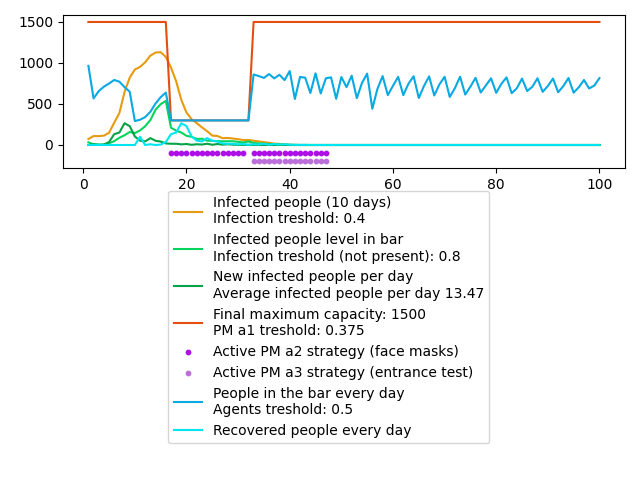 1500
1000
500
0
0 20 40 60 80 100
Infected people (10 days)
Infection treshold: 0.4
Infected people level in bar
Infection treshold (not present): 0.8
New infected people per day
Average infected people per day 13.47
Final maximum capacity: 1500
PM a1 treshold: 0.375
Active PM a2 strategy (face masks)
Active PM a3 strategy (entrance test)
People in the bar every day
Agents treshold: 0.5
Recovered people every day